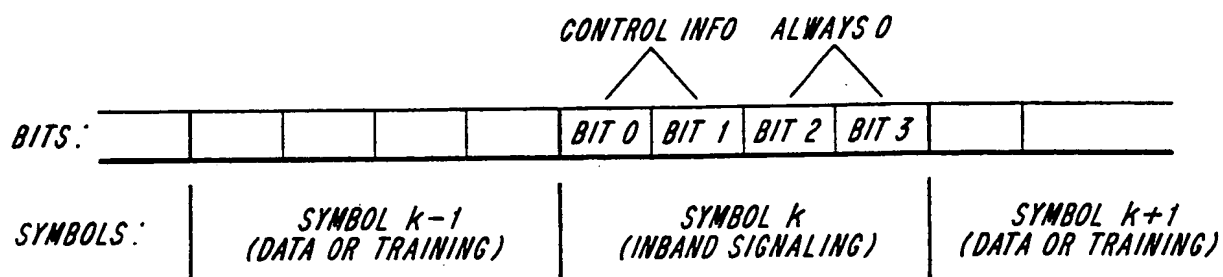 CONTROL INFO ALWAYS 0
BITS: BIT 0 BIT 1 BIT 2 BIT 3
SYMBOLS: SYMBOL k-1 SYMBOL k SYMBOL k+1
(DATA OR TRAINING) (INBAND SIGNALING) (DATA OR TRAINING)